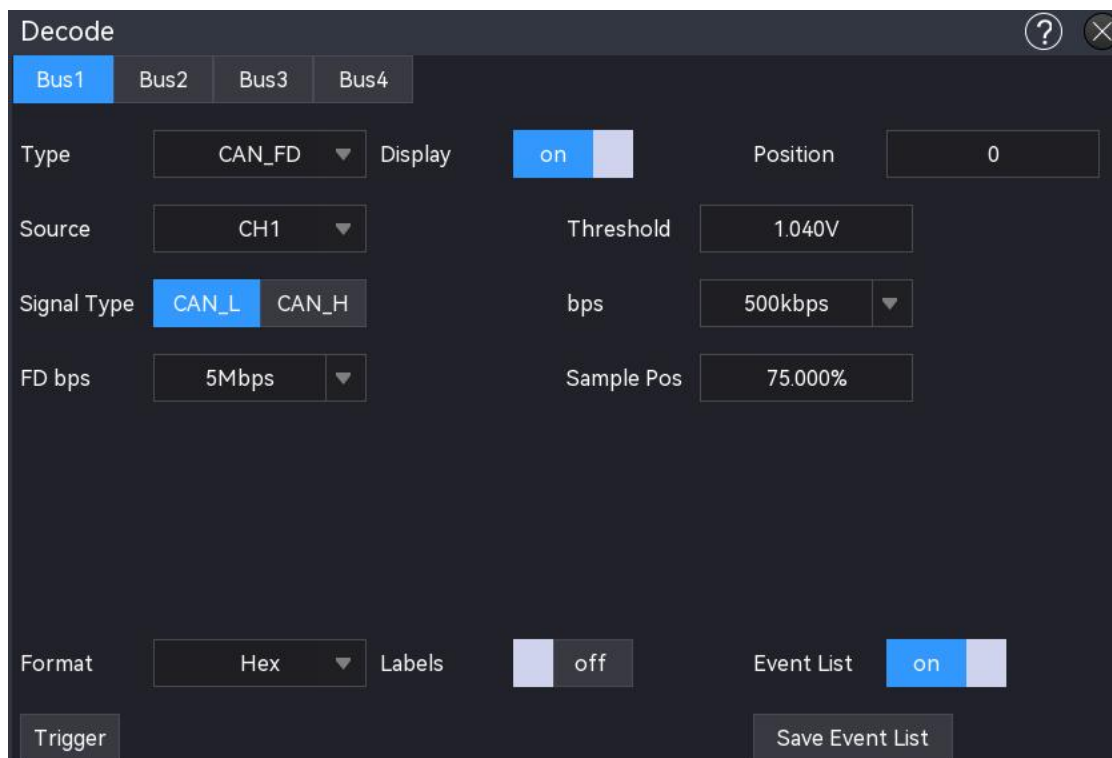 Decode ?
Bus1 Bus2 Bus3 Bus4
Type CAN_FD Display on Position 0
Source CH1 Threshold 1.040V
Signal Type CAN_L CAN_H bps 500kbps
FD bps 5Mbps Sample Pos 75.000%
Format Hex Labels off Event List on
Trigger Save Event List